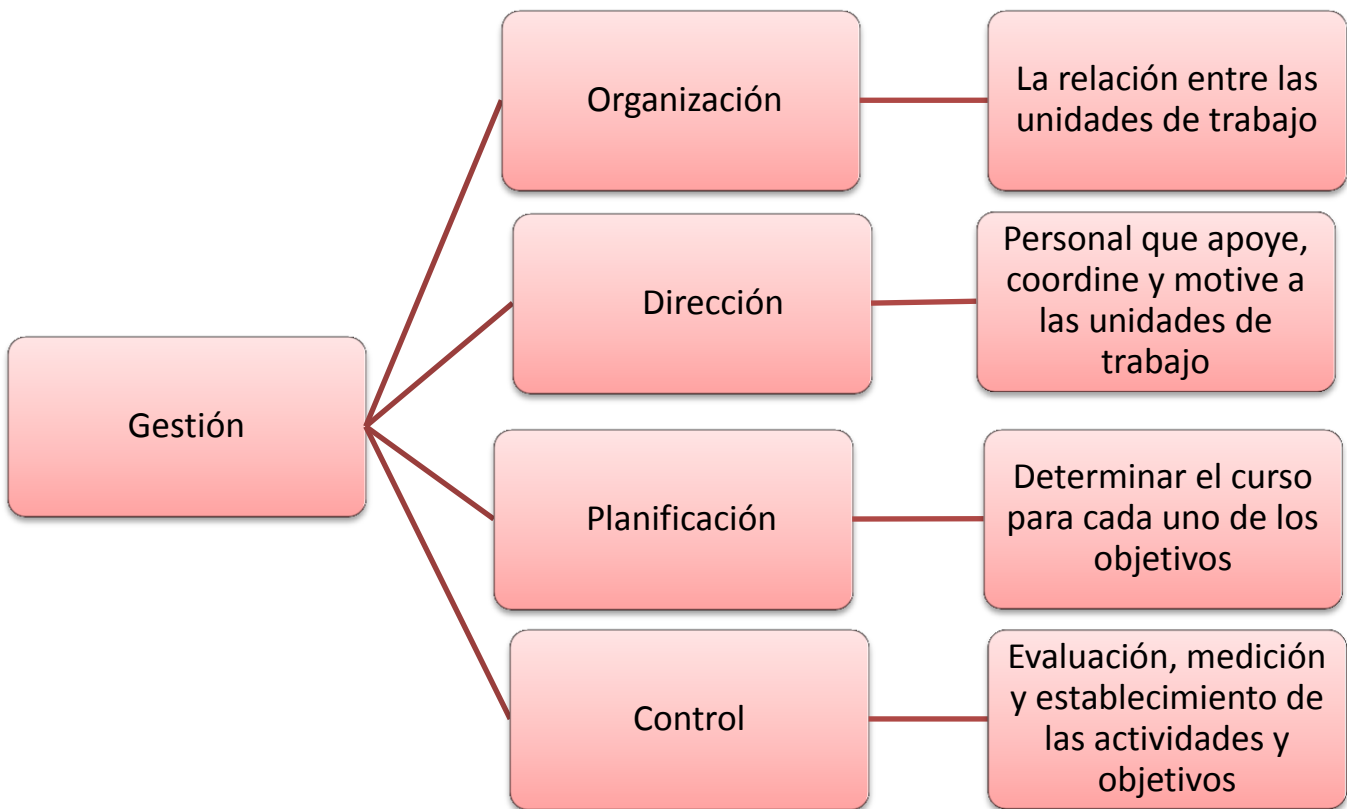 Gestión
Organización
La relación entre las
unidades de trabajo
Dirección
Personal que apoye,
coordine y motive a
las unidades de
trabajo
Planificación
Determinar el curso
para cada uno de los
objetivos
Control
Evaluación, medición
y establecimiento de
las actividades y
objetivos